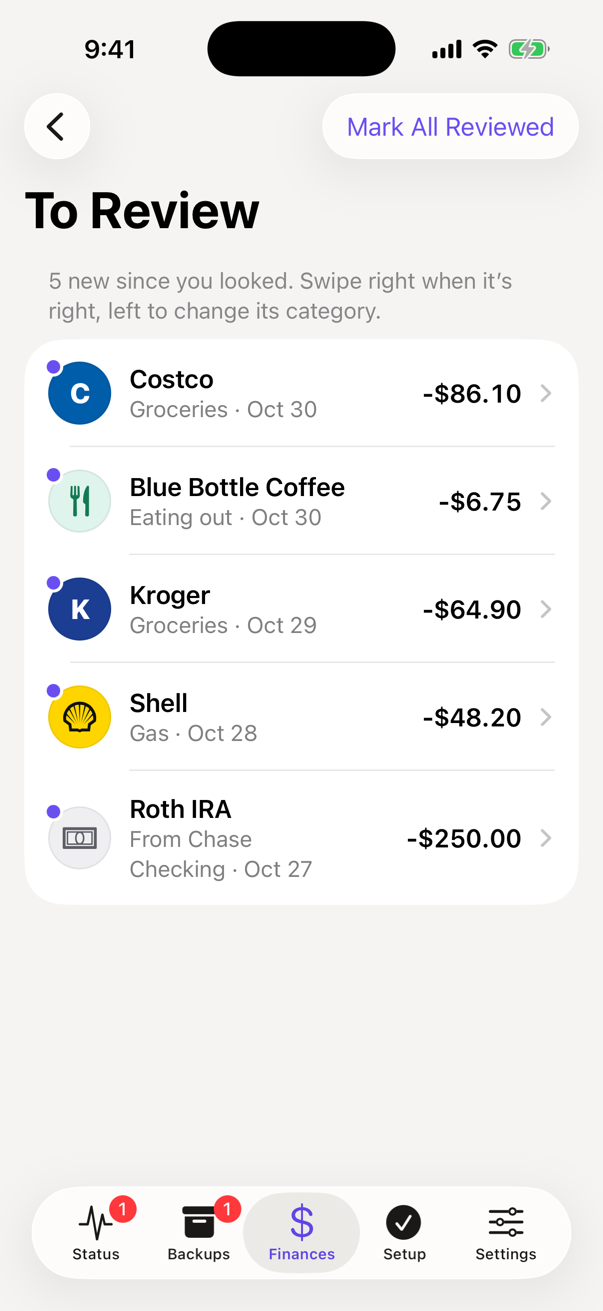 9:41
Mark All Reviewed
To Review
5 new since you looked. Swipe right when it’s
right, left to change its category.
C
Costco
Groceries · Oct 30
-$86.10
Blue Bottle Coffee
Eating out · Oct 30
-$6.75
K
Kroger
Groceries · Oct 29
-$64.90
Shell
Gas · Oct 28
-$48.20
Roth IRA
From Chase
Checking · Oct 27
-$250.00
1
1
$
Status
Backups
Finances
Setup
Settings